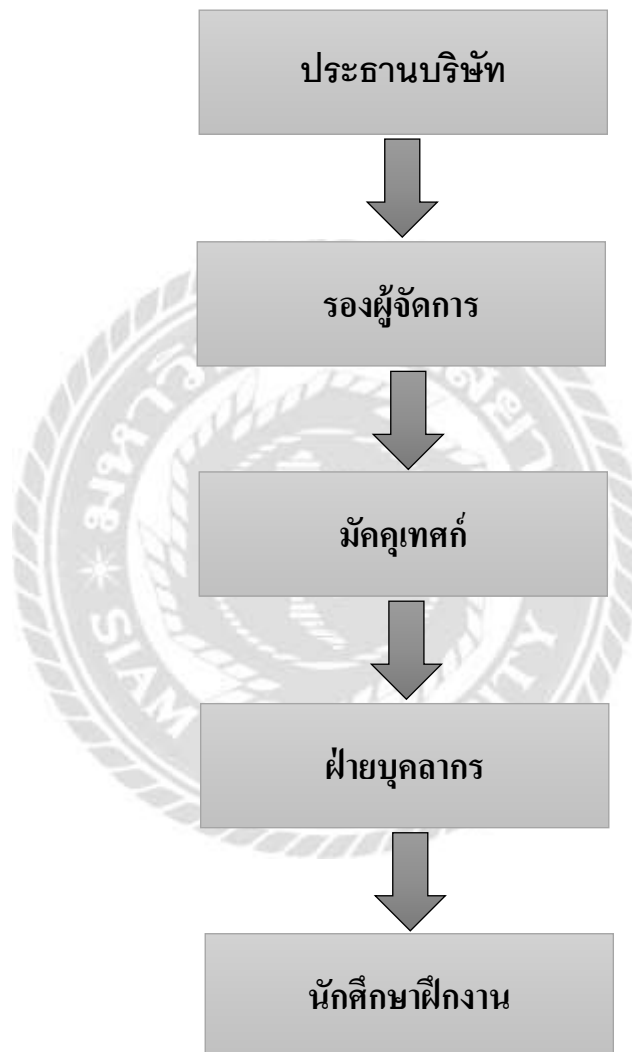 ประธานบริษัท
รองผู้จัดการ
มัคคุเทศก์
ฝ่ายบุคลากร
นักศึกษาฝึกงาน